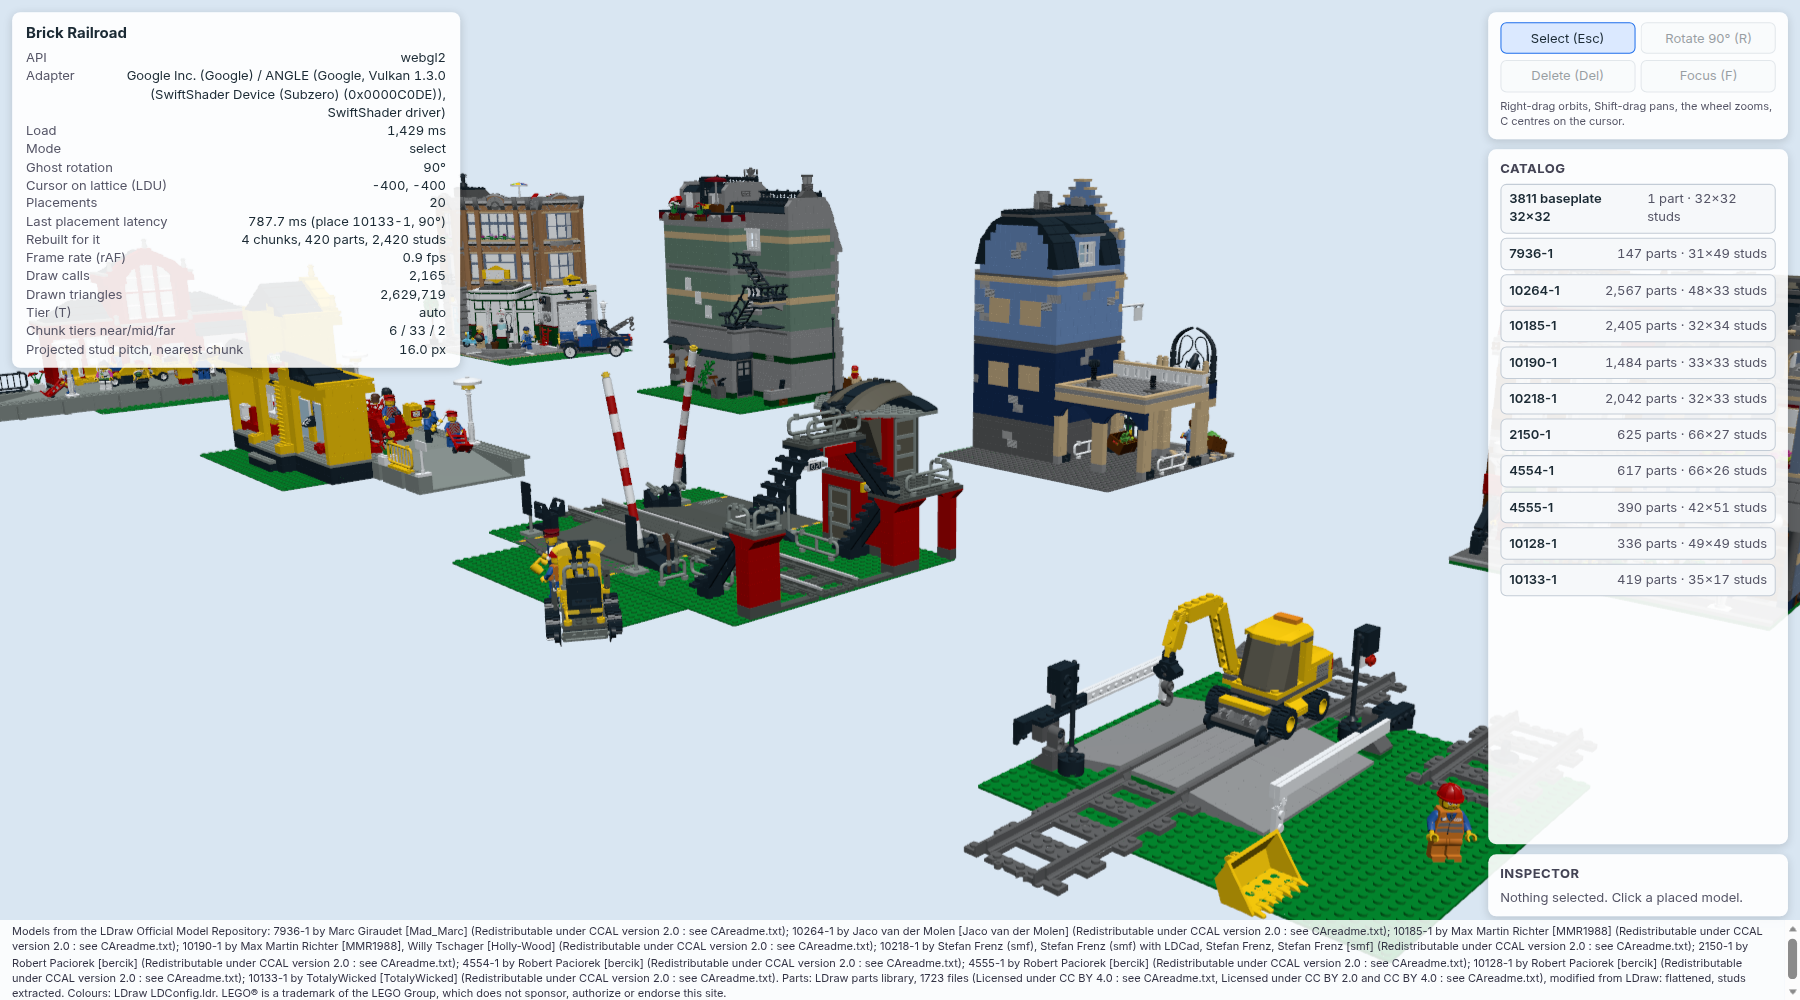 Brick Railroad
API webgl2
Adapter Google Inc. (Google) / ANGLE (Google, Vulkan 1.3.0
(SwiftShader Device (Subzero) (0x0000C0DE)),
SwiftShader driver)
Load 1,429 ms
Mode select
Ghost rotation 90°
Cursor on lattice (LDU) -400, -400
Placements 20
Last placement latency 787.7 ms (place 10133-1, 90°)
Rebuilt for it 4 chunks, 420 parts, 2,420 studs
Frame rate (rAF) 0.9 fps
Draw calls 2,165
Drawn triangles 2,629,719
Tier (T) auto
Chunk tiers near/mid/far 6 / 33 / 2
Projected stud pitch, nearest chunk 16.0 px
Select (Esc) Rotate 90° (R)
Delete (Del) Focus (F)
Right-drag orbits, Shift-drag pans, the wheel zooms,
C centres on the cursor.
CATALOG
3811 baseplate 1 part · 32×32
32×32 studs
7936-1 147 parts · 31×49 studs
10264-1 2,567 parts · 48×33 studs
10185-1 2,405 parts · 32×34 studs
10190-1 1,484 parts · 33×33 studs
10218-1 2,042 parts · 32×33 studs
2150-1 625 parts · 66×27 studs
4554-1 617 parts · 66×26 studs
4555-1 390 parts · 42×51 studs
10128-1 336 parts · 49×49 studs
10133-1 419 parts · 35×17 studs
INSPECTOR
Nothing selected. Click a placed model.
Models from the LDraw Official Model Repository: 7936-1 by Marc Giraudet [Mad_Marc] (Redistributable under CCAL version 2.0 : see CAreadme.txt); 10264-1 by Jaco van der Molen [Jaco van der Molen] (Redistributable under CCAL version 2.0 : see CAreadme.txt); 10185-1 by Max Martin Richter [MMR1988] (Redistributable under CCAL
version 2.0 : see CAreadme.txt); 10190-1 by Max Martin Richter [MMR1988], Willy Tschager [Holly-Wood] (Redistributable under CCAL version 2.0 : see CAreadme.txt); 10218-1 by Stefan Frenz (smf), Stefan Frenz (smf) with LDCad, Stefan Frenz, Stefan Frenz [smf] (Redistributable under CCAL version 2.0 : see CAreadme.txt); 2150-1 by
Robert Paciorek [bercik] (Redistributable under CCAL version 2.0 : see CAreadme.txt); 4554-1 by Robert Paciorek [bercik] (Redistributable under CCAL version 2.0 : see CAreadme.txt); 4555-1 by Robert Paciorek [bercik] (Redistributable under CCAL version 2.0 : see CAreadme.txt); 10128-1 by Robert Paciorek [bercik] (Redistributable
under CCAL version 2.0 : see CAreadme.txt); 10133-1 by TotalyWicked [TotalyWicked] (Redistributable under CCAL version 2.0 : see CAreadme.txt). Parts: LDraw parts library, 1723 files (Licensed under CC BY 4.0 : see CAreadme.txt, Licensed under CC BY 2.0 and CC BY 4.0 : see CAreadme.txt), modified from LDraw: flattened, studs
extracted. Colours: LDraw LDConfig.ldr. LEGO® is a trademark of the LEGO Group, which does not sponsor, authorize or endorse this site.